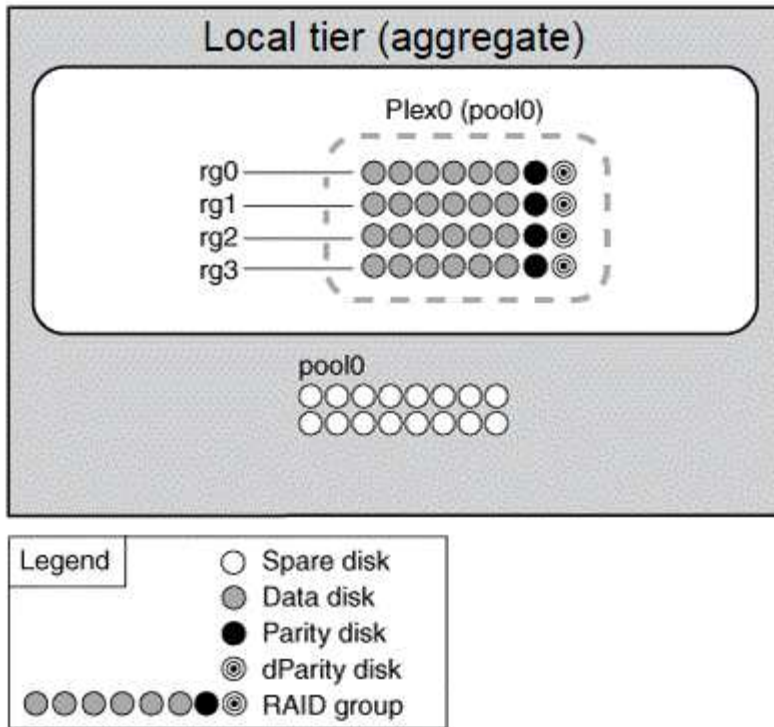 Local tier (aggregate)
Plex0 (pool0)
rg0
rg1
rg2
rg3
pool0
Legend
Spare disk
Data disk
Parity disk
dParity disk
RAID group